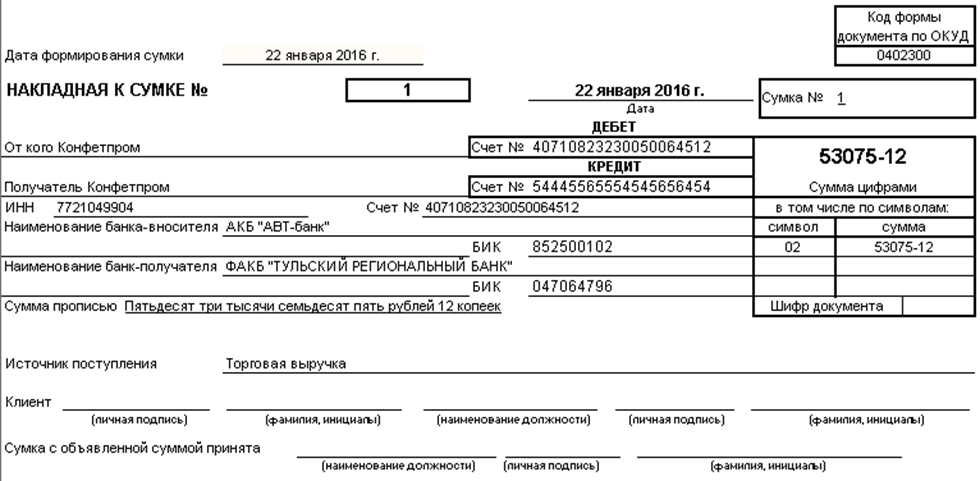 Код формы
документа по ОКУД
Дата формирования сумки 22 января 2016 г. 0402300
НАКЛАДНАЯ К СУМКЕ № 1 22 января 2016 г. Сумка № 1
Дата
ДЕБЕТ
От кого Конфетпром Счет № 40710823230050064512 53075-12
КРЕДИТ
Получатель Конфетпром Счет № 54445565554545656454 Сумма цифрами
ИНН 7721049904 Счет № 40710823230050064512 в том числе по символам:
Наименование банка-вносителя АКБ "АВТ-банк" символ сумма
БИК 852500102 02 53075-12
Наименование банк-получателя ФАКБ "ТУЛЬСКИЙ РЕГИОНАЛЬНЫЙ БАНК"
БИК 047064796
Сумма прописью Пятьдесят три тысячи семьдесят пять рублей 12 копеек Шифр документа
Источник поступления Торговая выручка
Клиент
(личная подпись) (фамилия, инициалы) (наименование должности) (личная подпись) (фамилия, инициалы)
Сумка с объявленной суммой принята
(наименование должности) (личная подпись) (фамилия, инициалы)